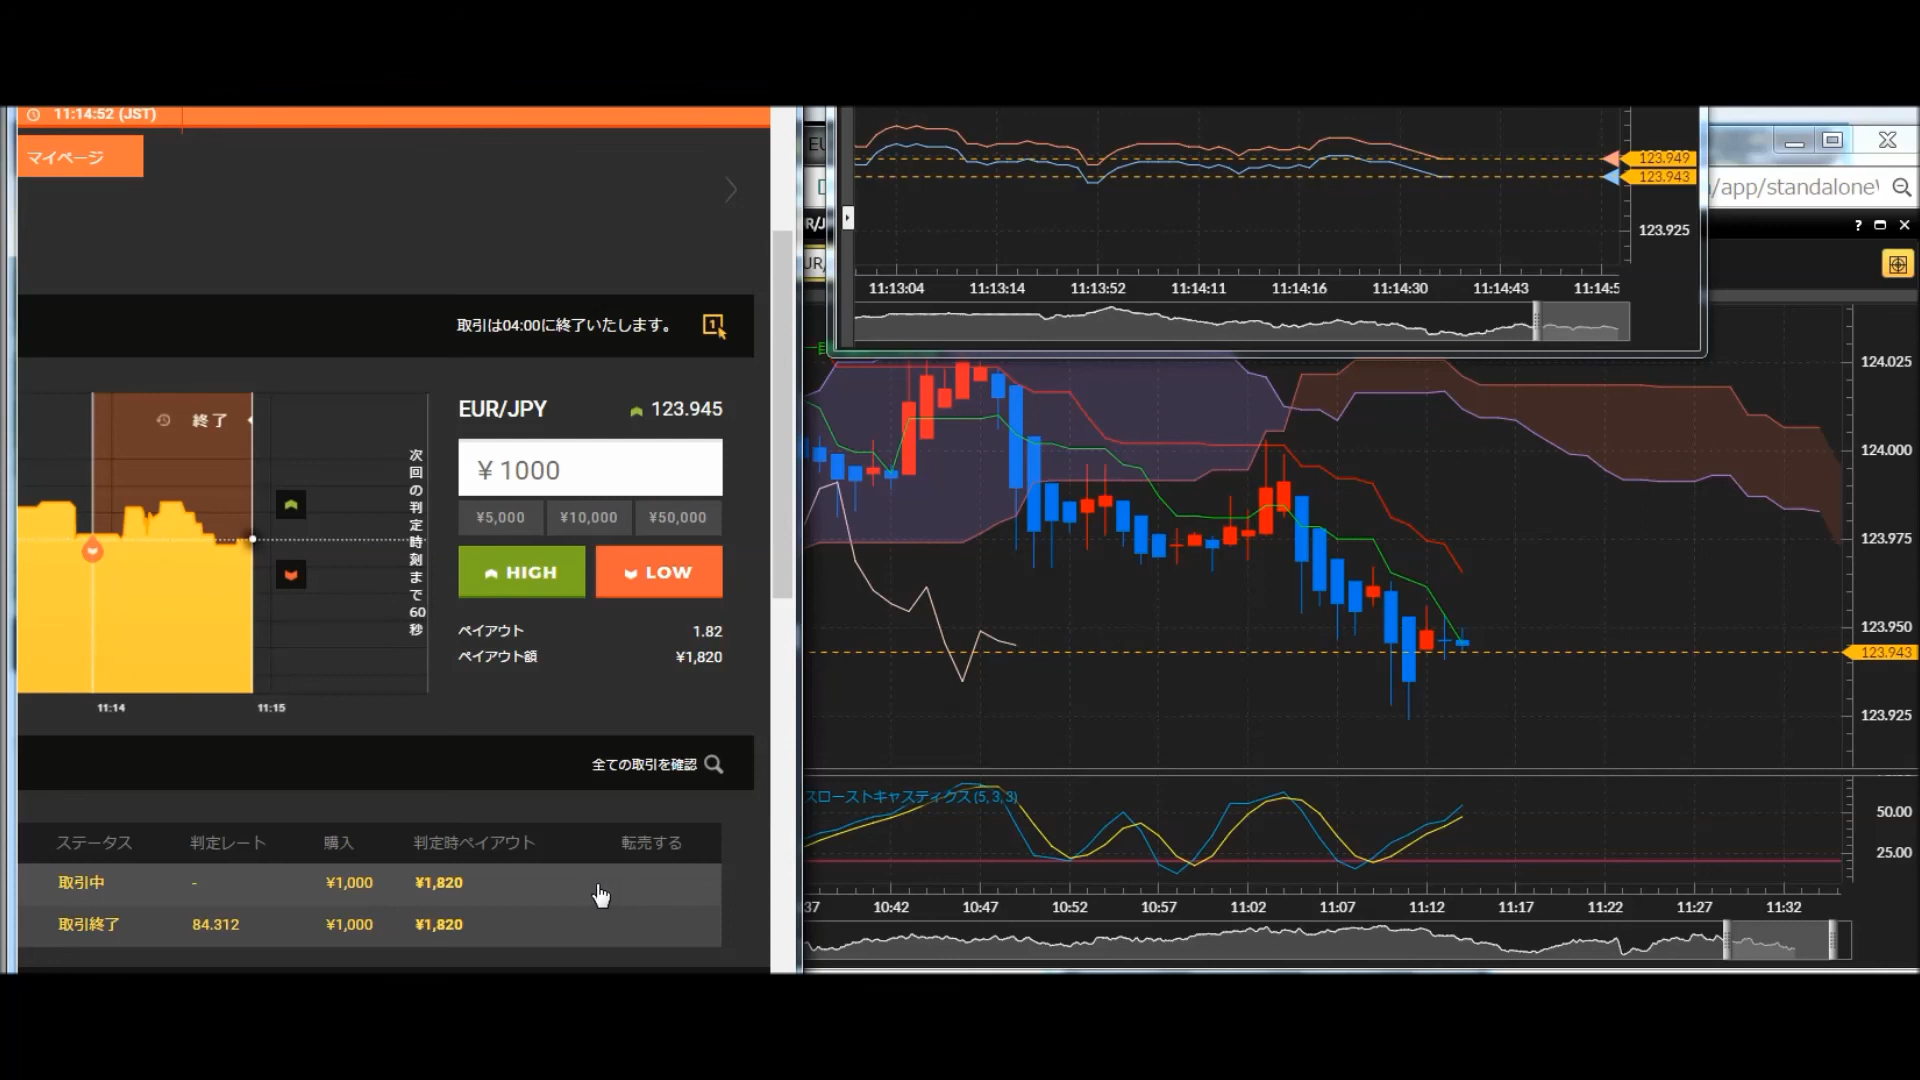 11:14:52 (JST)
マイページ
取引は04:00に終了いたします。
1
終了
次回の判定時刻まで60秒
11:14
11:15
EUR/JPY
123.945
¥ 1000
¥5,000
¥10,000
¥50,000
HIGH
LOW
ペイアウト
1.82
ペイアウト額
¥1,820
全ての取引を確認
ステータス 判定レート 購入 判定時ペイアウト 転売する
取引中 - ¥1,000 ¥1,820
取引終了 84.312 ¥1,000 ¥1,820
123.949
123.943
123.925
11:13:04 11:13:14 11:13:52 11:14:11 11:14:16 11:14:30 11:14:43 11:14:5
/app/standalone
?
124.025
124.000
123.975
123.950
123.943
123.925
スローストキャスティクス (5, 3, 3)
50.00
25.00
37 10:42 10:47 10:52 10:57 11:02 11:07 11:12 11:17 11:22 11:27 11:32